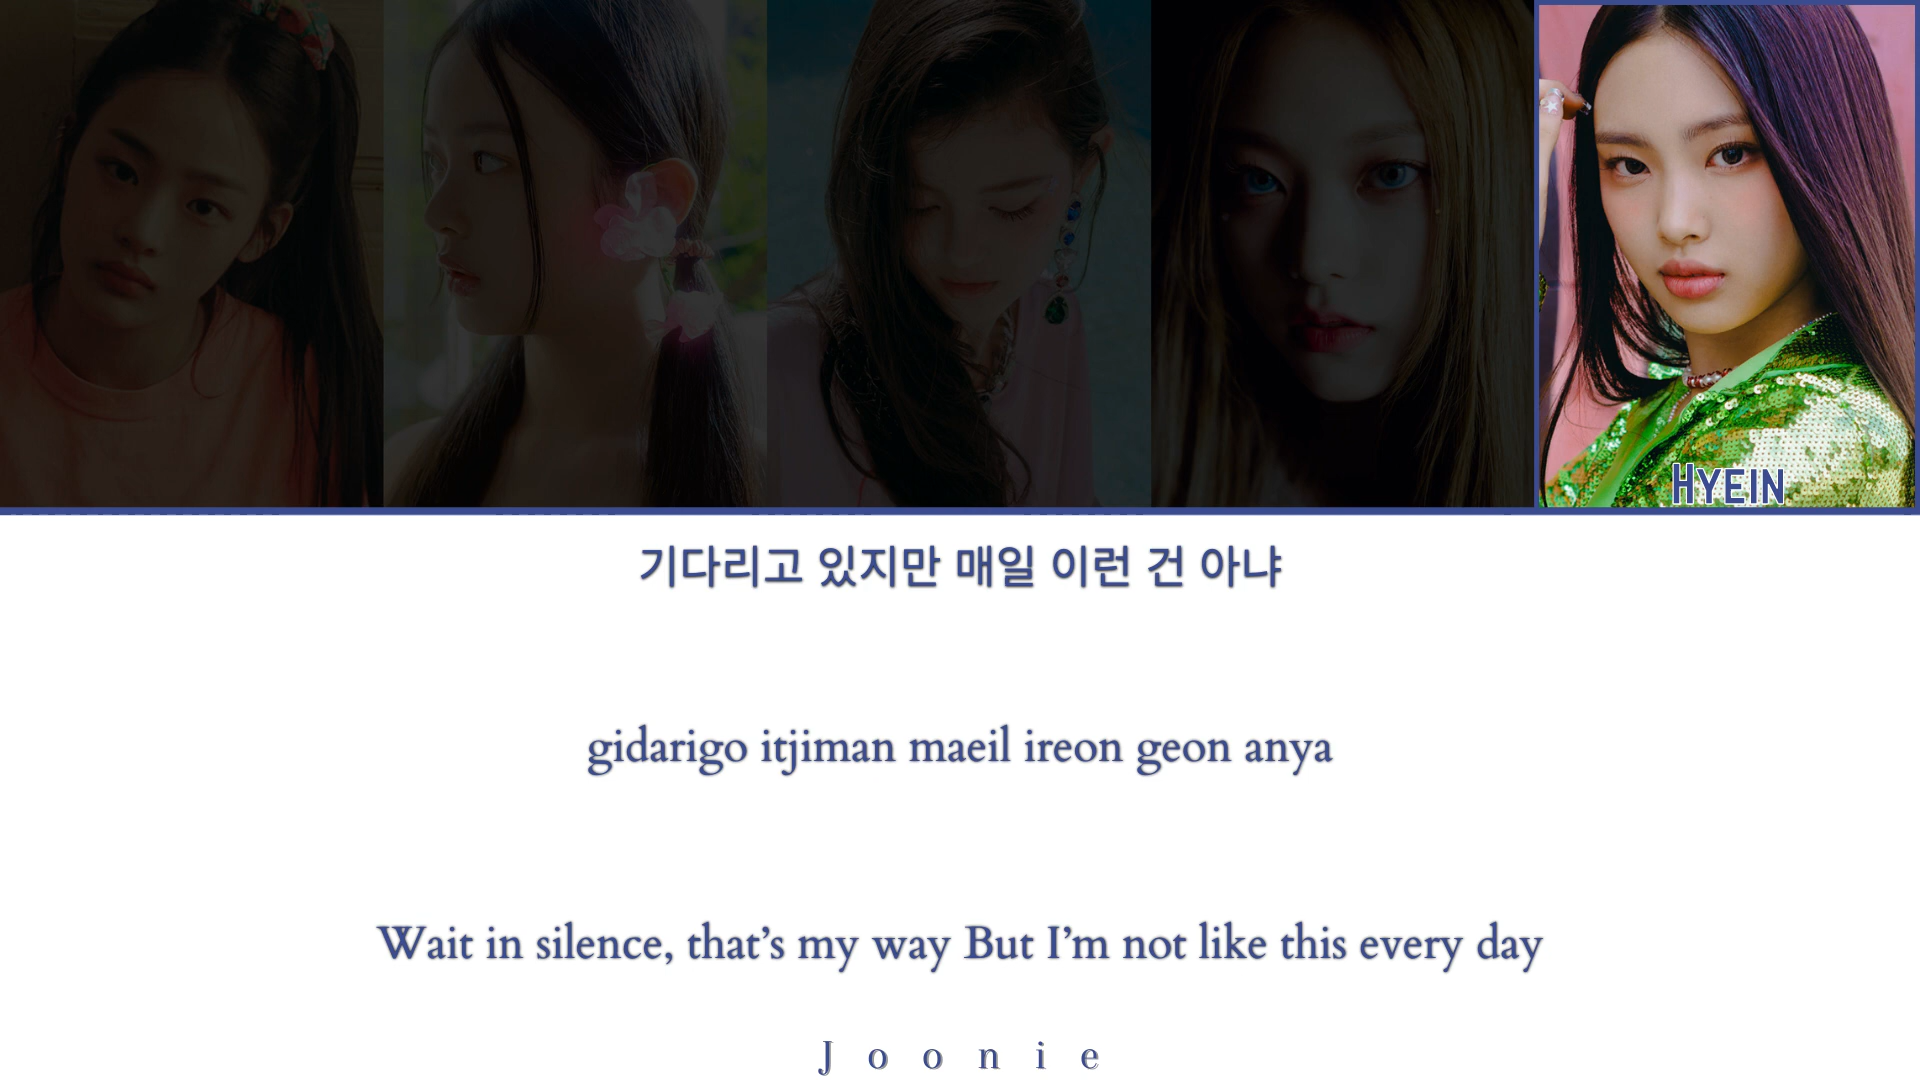 HYEIN
기다리고 있지만 매일 이런 건 아냐
gidarigo itjiman maeil ireon geon anya
Wait in silence, that’s my way But I’m not like this every day
Joonie